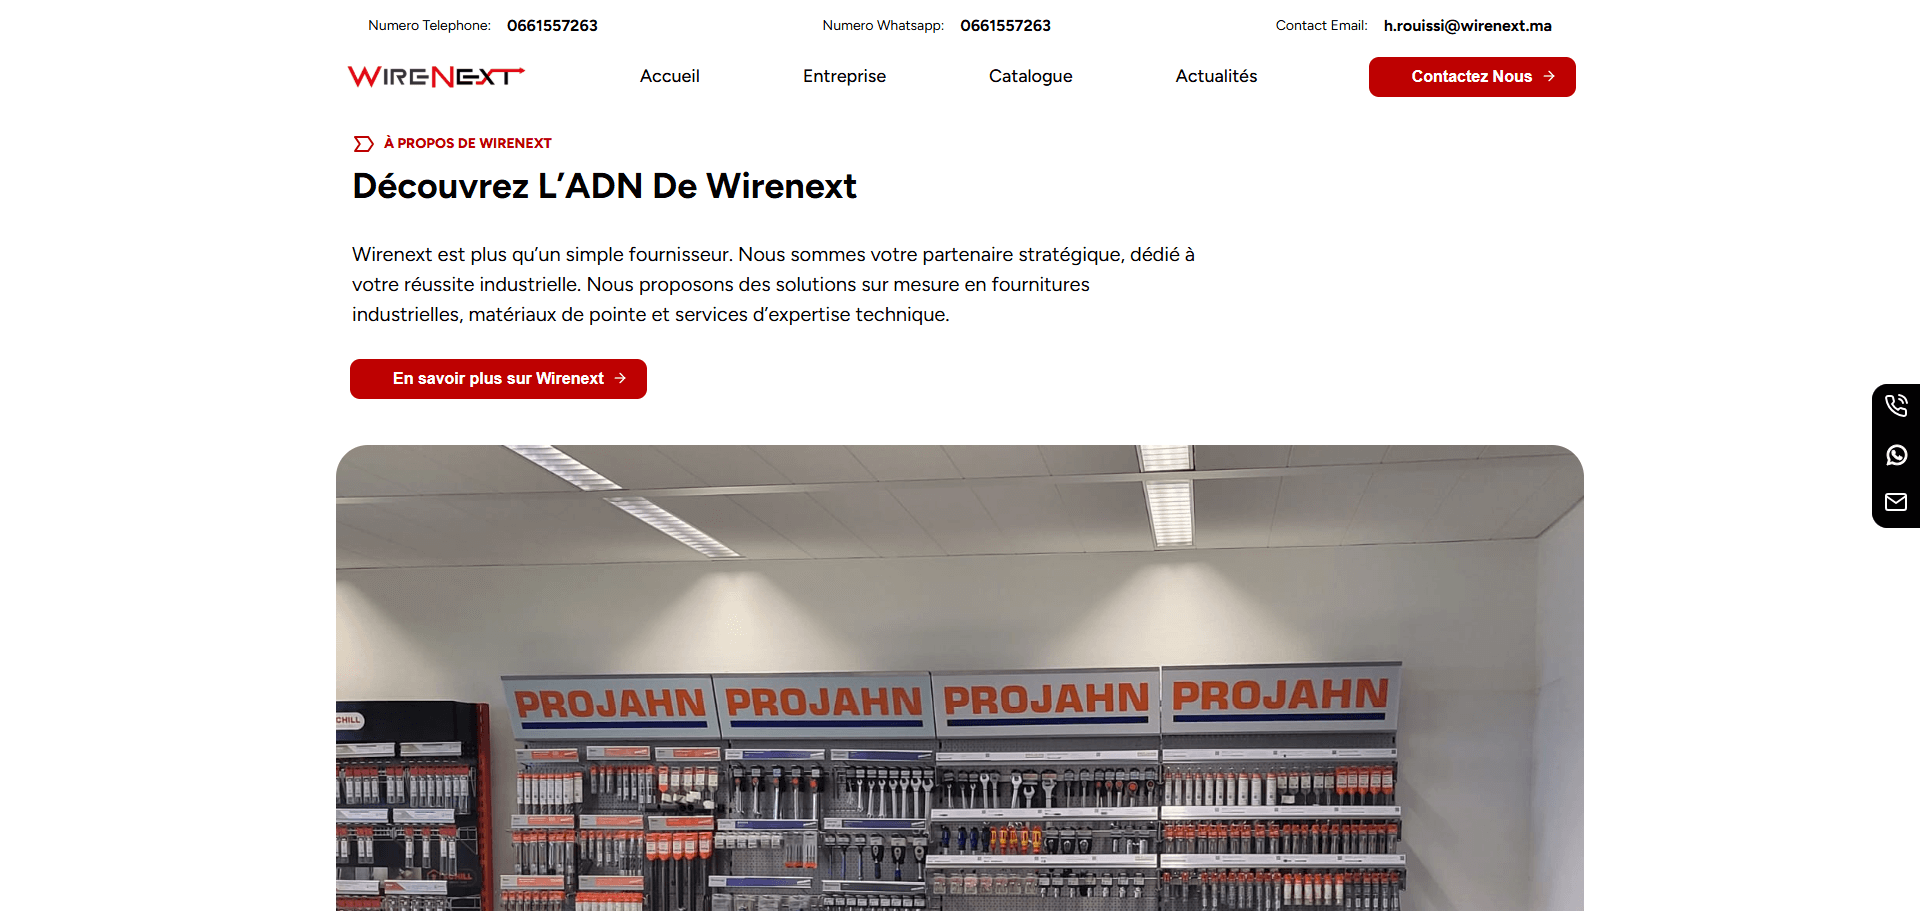 Numero Telephone: 0661557263 Numero Whatsapp: 0661557263 Contact Email: h.rouissi@wirenext.ma
WIRENEXT Accueil Entreprise Catalogue Actualités Contactez Nous →
À PROPOS DE WIRENEXT
Découvrez L’ADN De Wirenext
Wirenext est plus qu’un simple fournisseur. Nous sommes votre partenaire stratégique, dédié à
votre réussite industrielle. Nous proposons des solutions sur mesure en fournitures
industrielles, matériaux de pointe et services d’expertise technique.
En savoir plus sur Wirenext →
PROJAHN PROJAHN PROJAHN PROJAHN